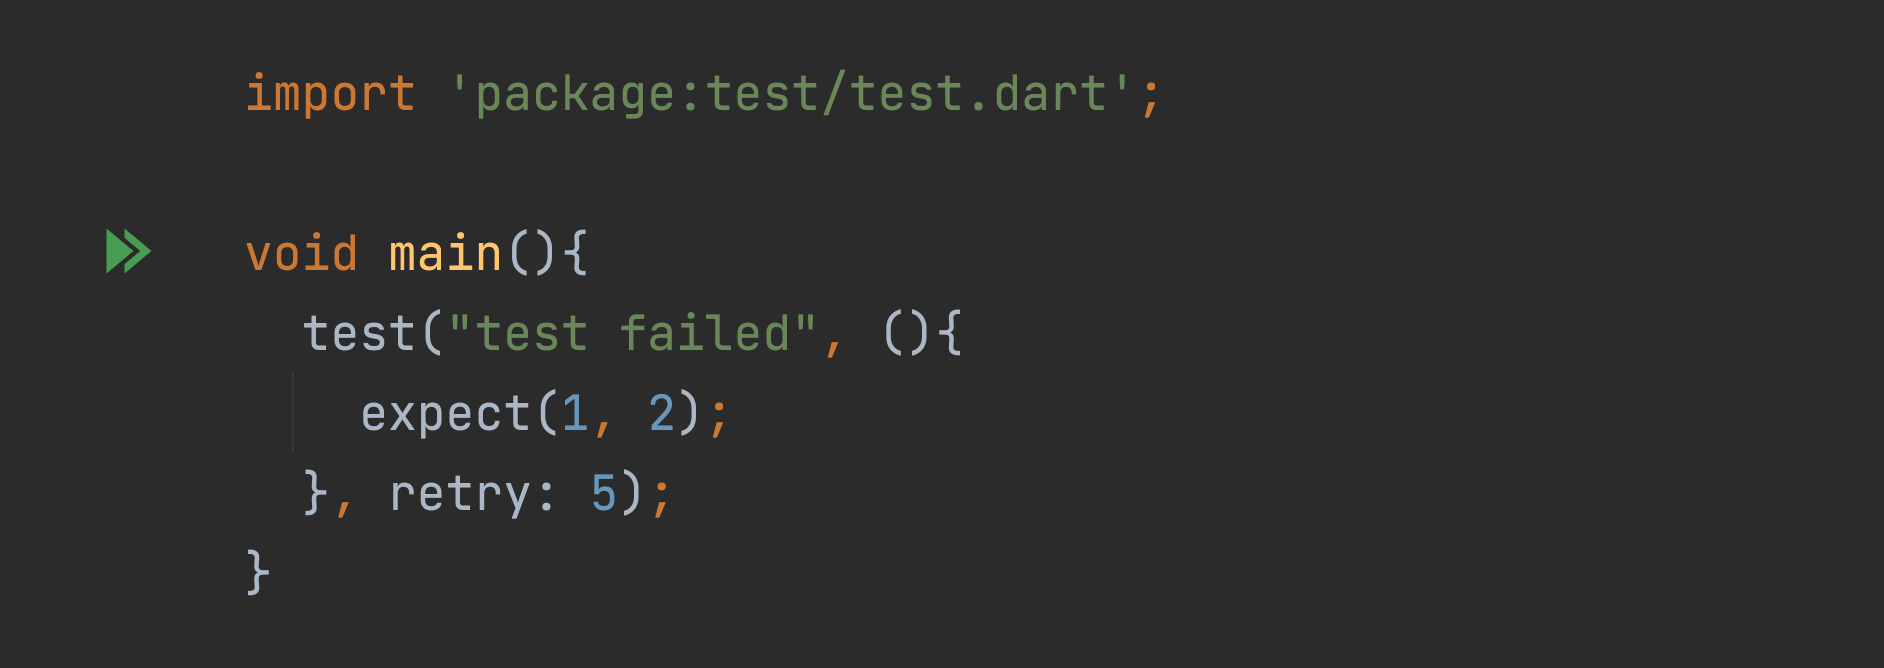 import 'package:test/test.dart';
void main(){
test("test failed", (){
expect(1, 2);
}, retry: 5);
}